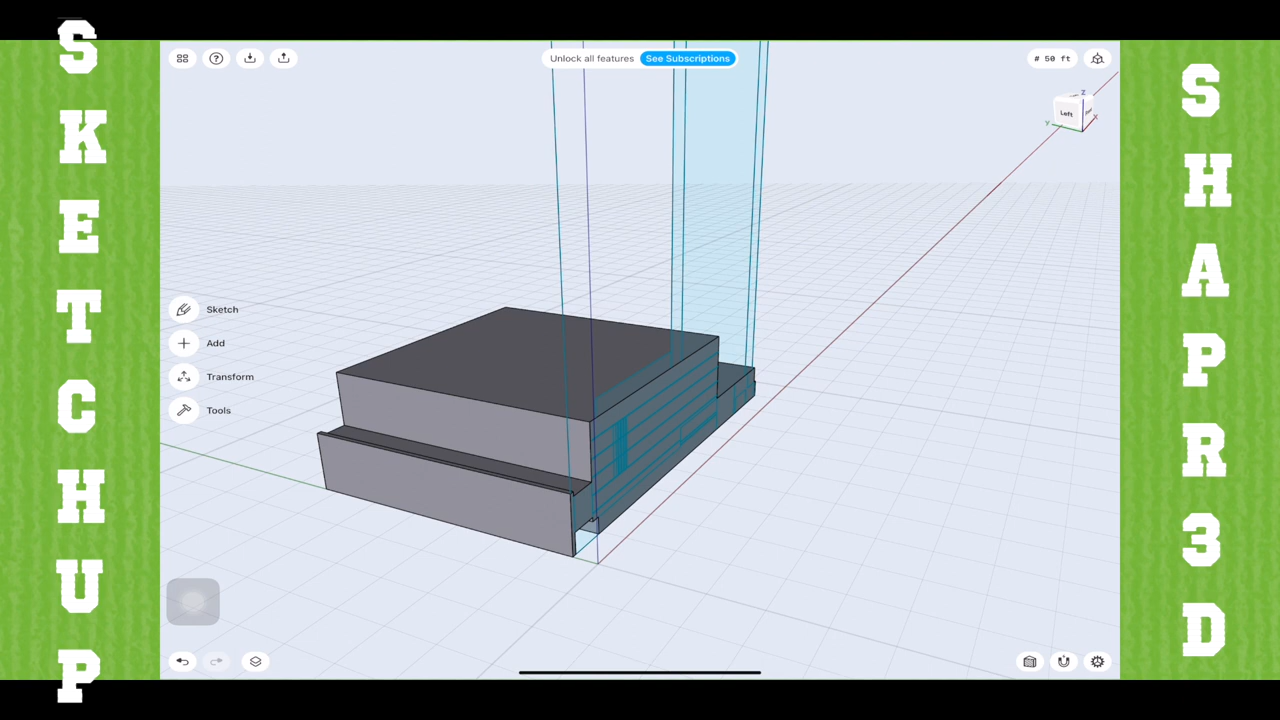 SKETCHUP
Unlock all features See Subscriptions
# 50 ft
Z
Left
Y
X
Sketch
Add
Transform
Tools
SHAPR3D